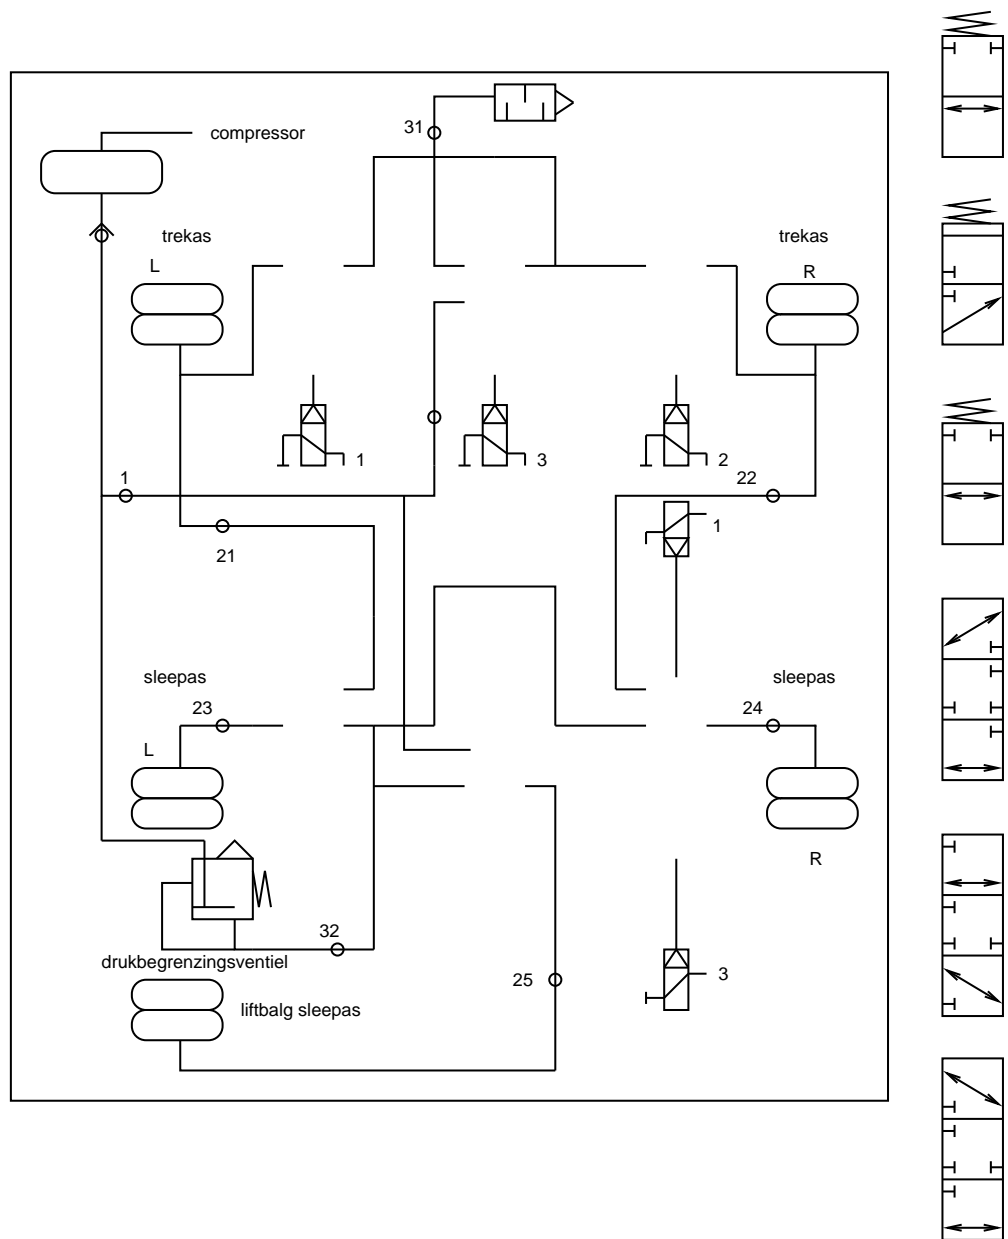 31
compressor
trekas
trekas
L
R
1
3
2
1
22
1
21
sleepas
sleepas
23
24
L
R
32
drukbegrenzingsventiel
25
3
liftbalg sleepas